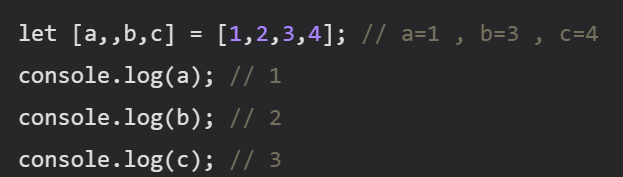 let [a,,b,c] = [1,2,3,4]; // a=1 , b=3 , c=4
console.log(a); // 1
console.log(b); // 2
console.log(c); // 3